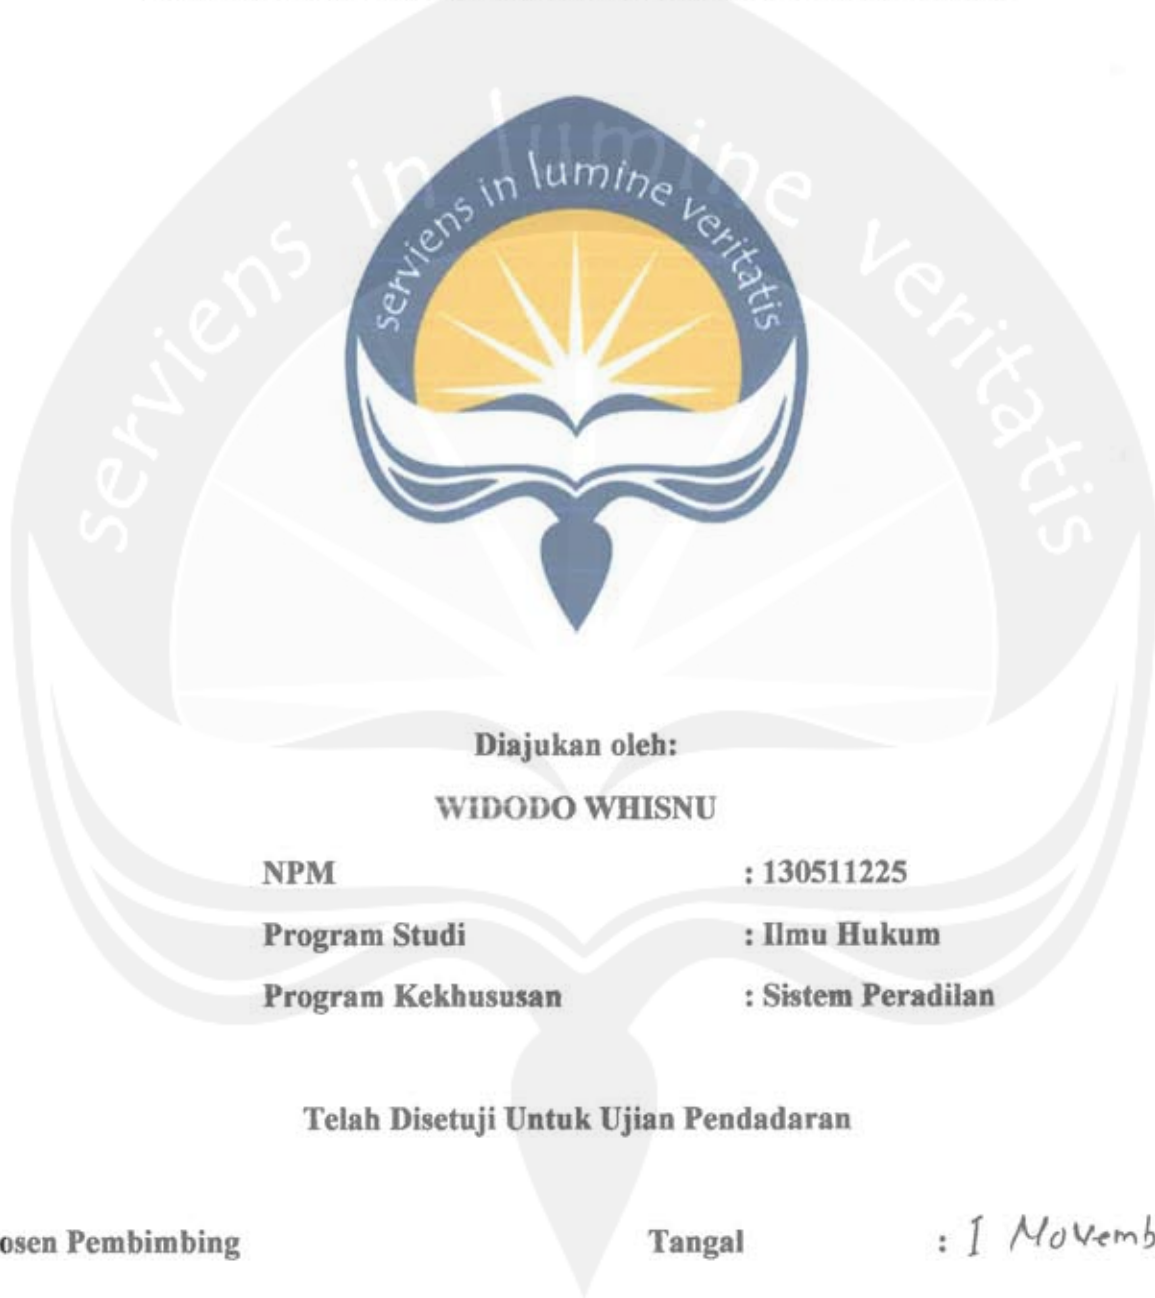 serviens in lumine veritatis
serviens in lumine veritatis
Diajukan oleh:
WIDODO WHISNU
NPM : 130511225
Program Studi : Ilmu Hukum
Program Kekhususan : Sistem Peradilan
Telah Disetuji Untuk Ujian Pendadaran
osen Pembimbing Tangal : 1 Novemb